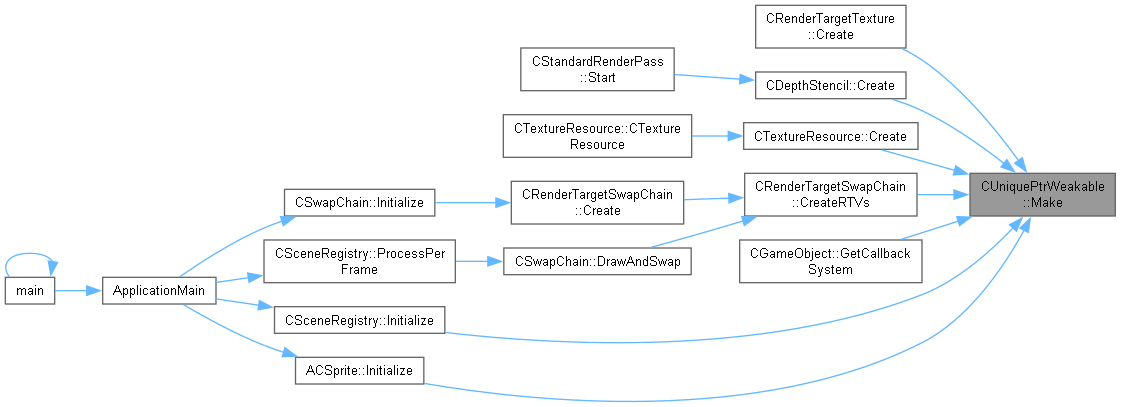 CRenderTargetTexture
::Create
CStandardRenderPass
::Start
CDepthStencil::Create
CTextureResource::CTexture
Resource
CTextureResource::Create
CUniquePtrWeakable
::Make
CSwapChain::Initialize
CRenderTargetSwapChain
::Create
CRenderTargetSwapChain
::CreateRTVs
CSceneRegistry::ProcessPer
Frame
CSwapChain::DrawAndSwap
CGameObject::GetCallback
System
main
ApplicationMain
CSceneRegistry::Initialize
ACSprite::Initialize